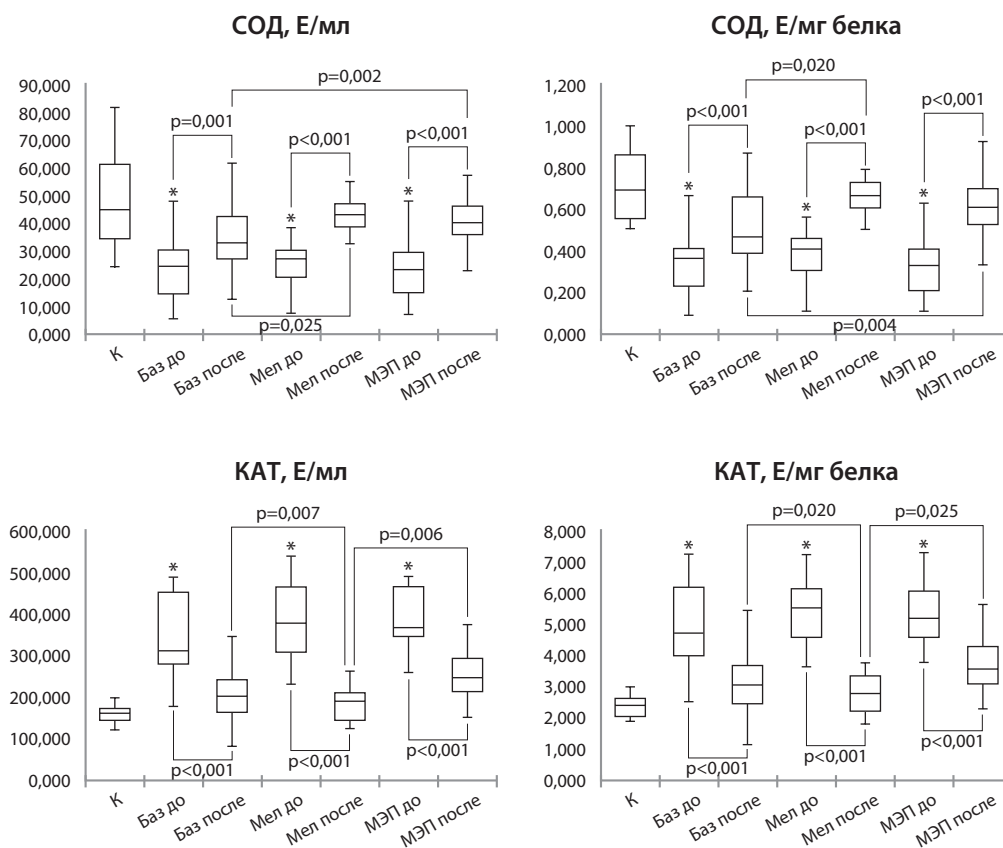 СОД, Е/мл
90,000
80,000
70,000
60,000
50,000
40,000
30,000
20,000
10,000
0,000
p=0,002
p=0,001
p<0,001
p<0,001
*
*
*
p=0,025
К
Баз до
Баз после
Мел до
Мел после
МЭП до
МЭП после
СОД, Е/мг белка
1,200
1,000
0,800
0,600
0,400
0,200
0,000
p=0,020
p<0,001
p<0,001
p<0,001
*
*
*
p=0,004
К
Баз до
Баз после
Мел до
Мел после
МЭП до
МЭП после
КАТ, Е/мл
600,000
500,000
400,000
300,000
200,000
100,000
0,000
p=0,007
p=0,006
*
*
*
p<0,001
p<0,001
p<0,001
К
Баз до
Баз после
Мел до
Мел после
МЭП до
МЭП после
КАТ, Е/мг белка
8,000
7,000
6,000
5,000
4,000
3,000
2,000
1,000
0,000
p=0,020
p=0,025
*
*
*
p<0,001
p<0,001
p<0,001
К
Баз до
Баз после
Мел до
Мел после
МЭП до
МЭП после